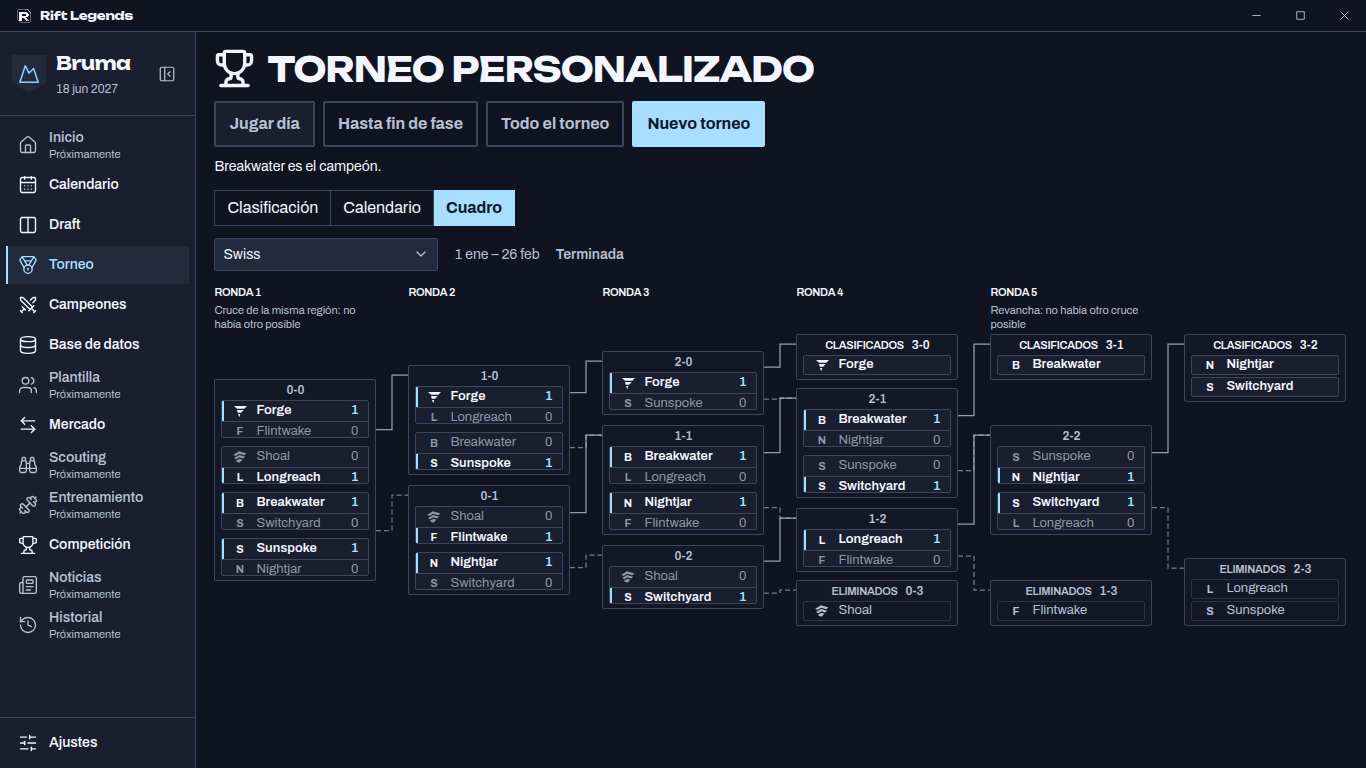 Rift Legends
Bruma
18 jun 2027
Inicio
Próximamente
Calendario
Draft
Torneo
Campeones
Base de datos
Plantilla
Próximamente
Mercado
Scouting
Próximamente
Entrenamiento
Próximamente
Competición
Noticias
Próximamente
Historial
Próximamente
Ajustes
TORNEO PERSONALIZADO
Jugar día
Hasta fin de fase
Todo el torneo
Nuevo torneo
Breakwater es el campeón.
Clasificación
Calendario
Cuadro
Swiss
1 ene – 26 feb
Terminada
RONDA 1
Cruce de la misma región: no
había otro posible
0-0
Forge 1
F Flintwake 0
Shoal 0
L Longreach 1
B Breakwater 1
S Switchyard 0
S Sunspoke 1
N Nightjar 0
RONDA 2
1-0
Forge 1
L Longreach 0
B Breakwater 0
S Sunspoke 1
0-1
Shoal 0
F Flintwake 1
N Nightjar 1
S Switchyard 0
RONDA 3
2-0
Forge 1
S Sunspoke 0
1-1
B Breakwater 1
L Longreach 0
N Nightjar 1
F Flintwake 0
0-2
Shoal 0
S Switchyard 1
RONDA 4
CLASIFICADOS 3-0
Forge
2-1
B Breakwater 1
N Nightjar 0
S Sunspoke 0
S Switchyard 1
1-2
L Longreach 1
F Flintwake 0
ELIMINADOS 0-3
Shoal
RONDA 5
Revancha: no había otro cruce
posible
CLASIFICADOS 3-1
B Breakwater
2-2
S Sunspoke 0
N Nightjar 1
S Switchyard 1
L Longreach 0
ELIMINADOS 1-3
F Flintwake
CLASIFICADOS 3-2
N Nightjar
S Switchyard
ELIMINADOS 2-3
L Longreach
S Sunspoke